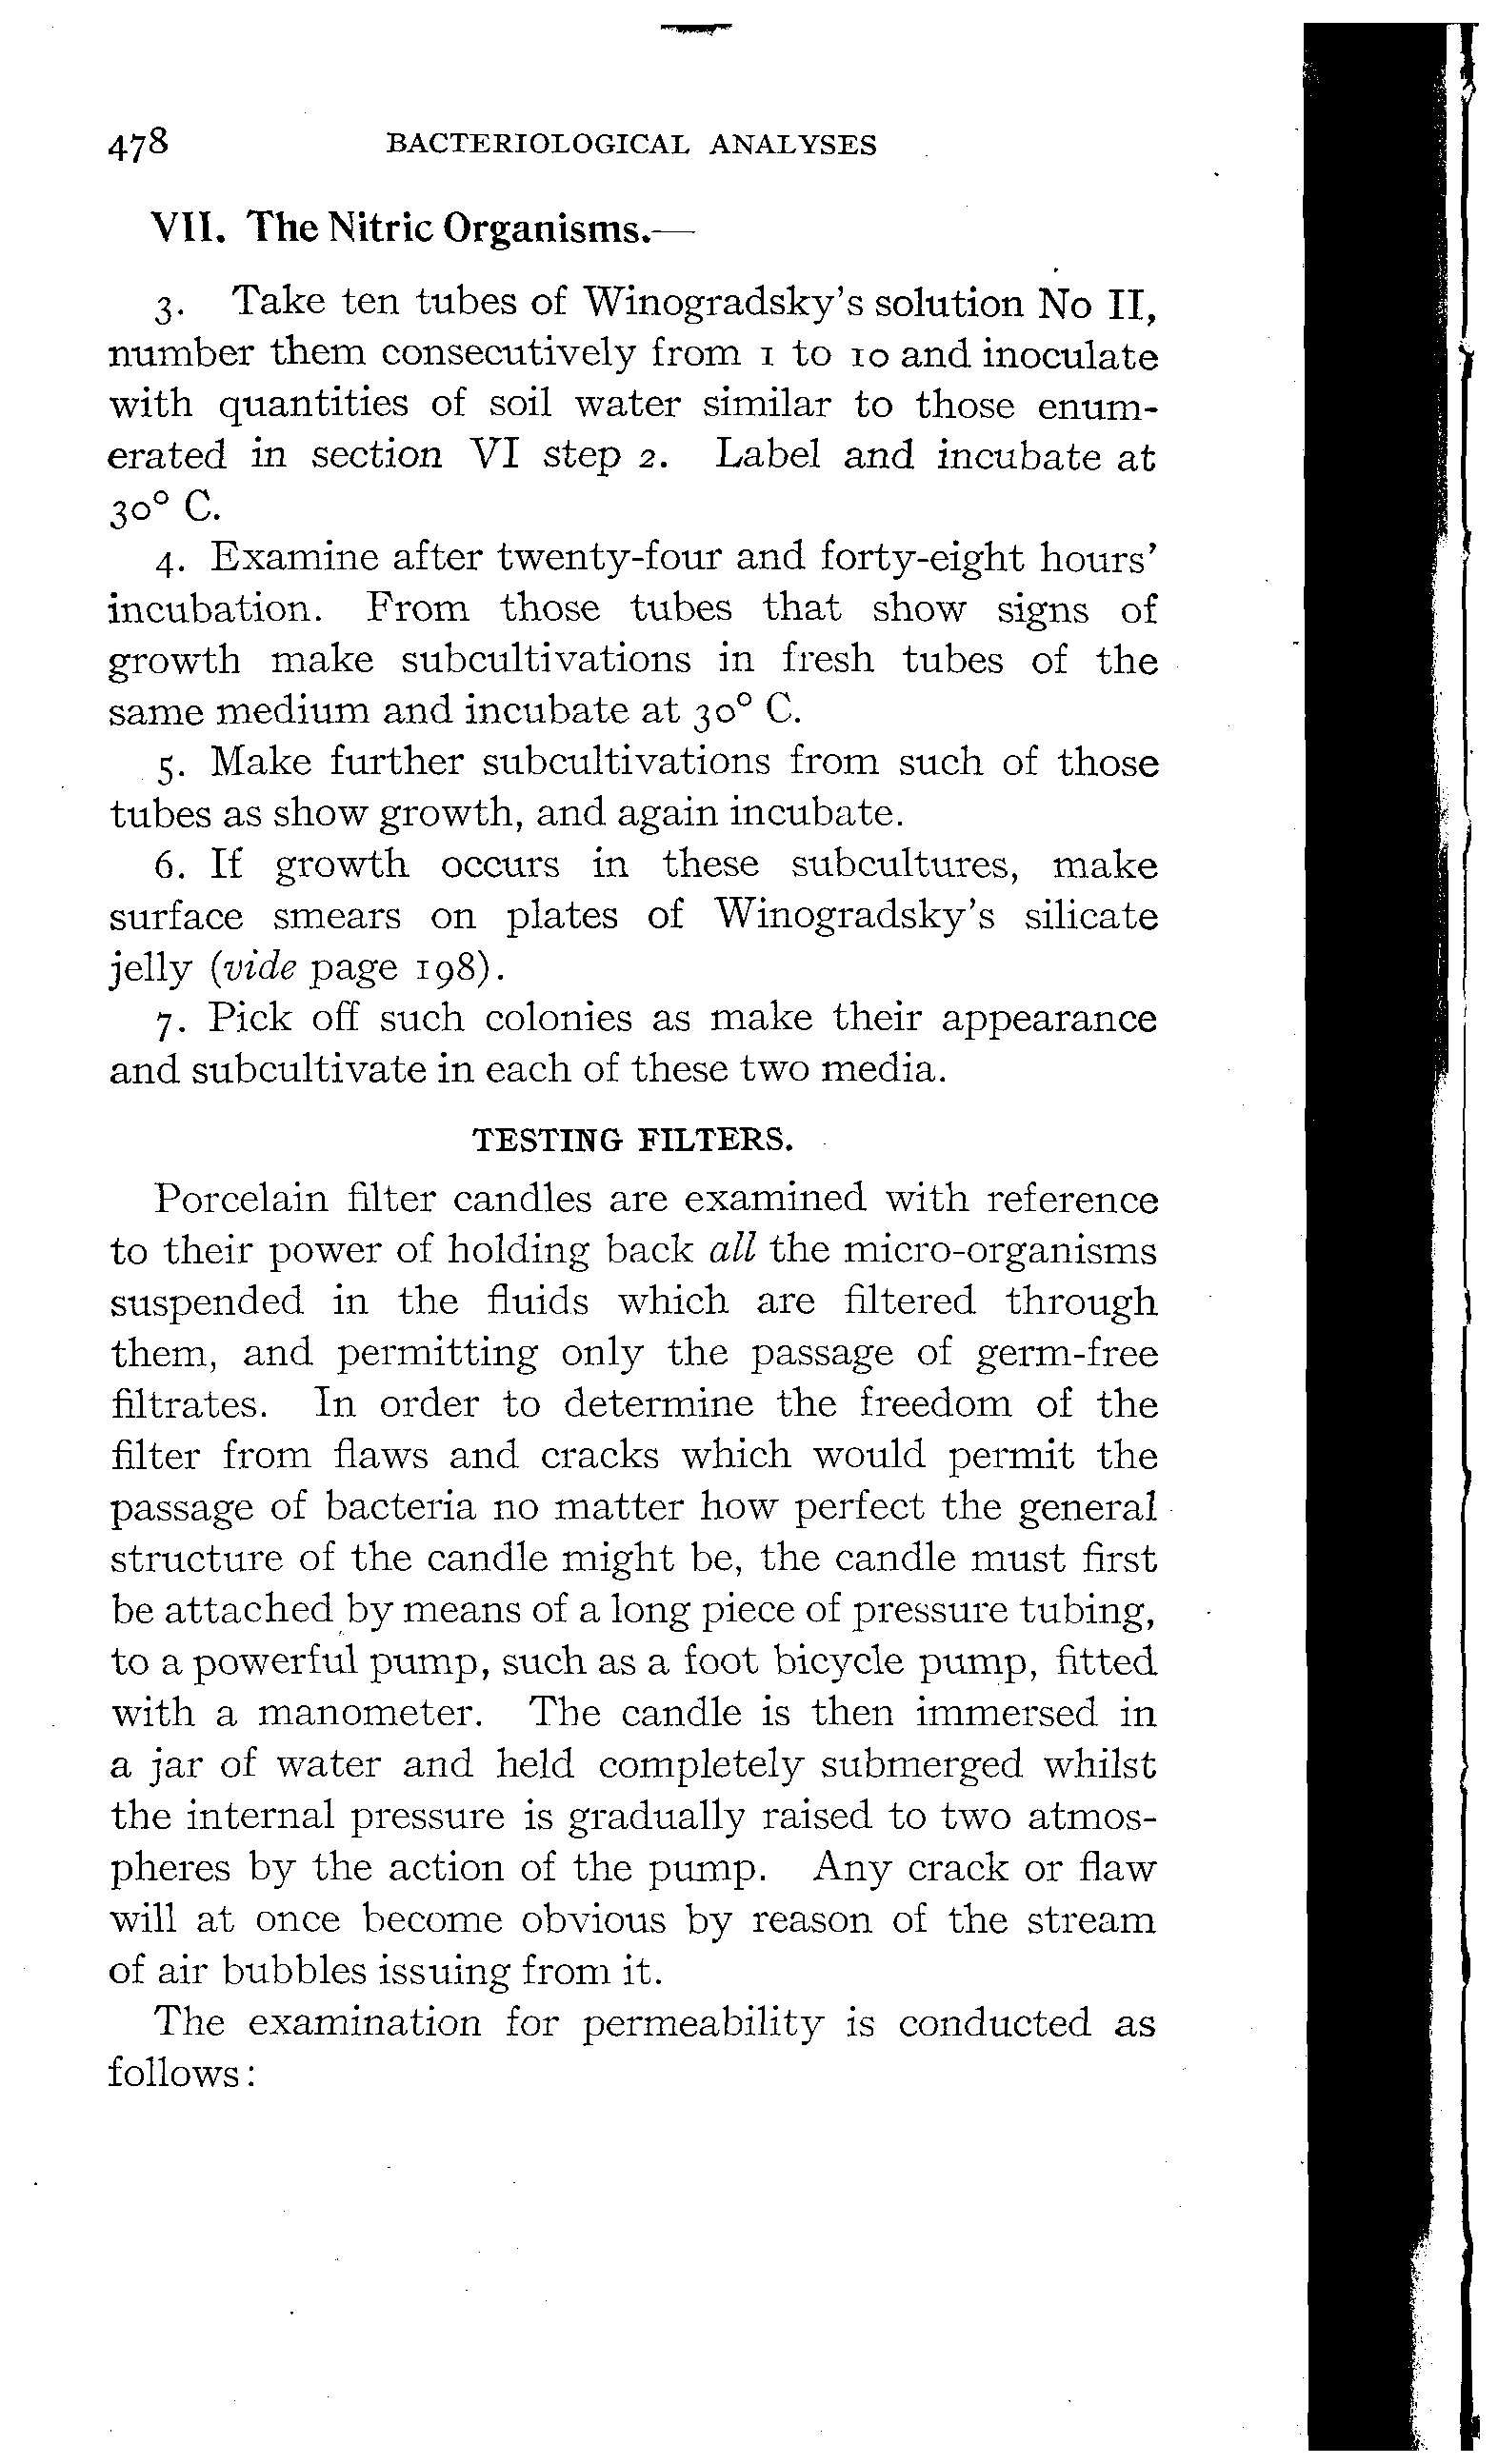 478 BACTERIOLOGICAL ANALYSES
VII. The Nitric Organisms.—
3. Take ten tubes of Winogradsky's solution No II,
number them consecutively from 1 to 10 and inoculate
with quantities of soil water similar to those enum-
erated in section VI step 2. Label and incubate at
30° C.
4. Examine after twenty-four and forty-eight hours'
incubation. From those tubes that show signs of
growth make subcultivations in fresh tubes of the
same medium and incubate at 30° C.
5. Make further subcultivations from such of those
tubes as show growth, and again incubate.
6. If growth occurs in these subcultures, make
surface smears on plates of Winogradsky's silicate
jelly (vide page 198).
7. Pick off such colonies as make their appearance
and subcultivate in each of these two media.
TESTING FILTERS.
Porcelain filter candles are examined with reference
to their power of holding back all the micro-organisms
suspended in the fluids which are filtered through
them, and permitting only the passage of germ-free
filtrates. In order to determine the freedom of the
filter from flaws and cracks which would permit the
passage of bacteria no matter how perfect the general
structure of the candle might be, the candle must first
be attached by means of a long piece of pressure tubing,
to a powerful pump, such as a foot bicycle pump, fitted
with a manometer. The candle is then immersed in
a jar of water and held completely submerged whilst
the internal pressure is gradually raised to two atmos-
pheres by the action of the pump. Any crack or flaw
will at once become obvious by reason of the stream
of air bubbles issuing from it.
The examination for permeability is conducted as
follows: